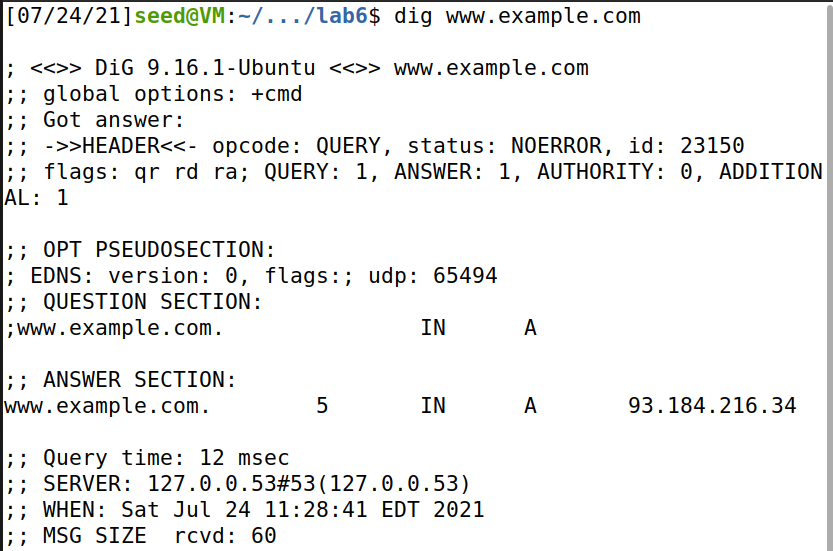 [07/24/21]seed@VM:~/.../lab6$ dig www.example.com

; <<>> DiG 9.16.1-Ubuntu <<>> www.example.com
;; global options: +cmd
;; Got answer:
;; ->>HEADER<<- opcode: QUERY, status: NOERROR, id: 23150
;; flags: qr rd ra; QUERY: 1, ANSWER: 1, AUTHORITY: 0, ADDITION
AL: 1

;; OPT PSEUDOSECTION:
; EDNS: version: 0, flags:; udp: 65494
;; QUESTION SECTION:
;www.example.com.               IN      A

;; ANSWER SECTION:
www.example.com.        5       IN      A       93.184.216.34

;; Query time: 12 msec
;; SERVER: 127.0.0.53#53(127.0.0.53)
;; WHEN: Sat Jul 24 11:28:41 EDT 2021
;; MSG SIZE  rcvd: 60